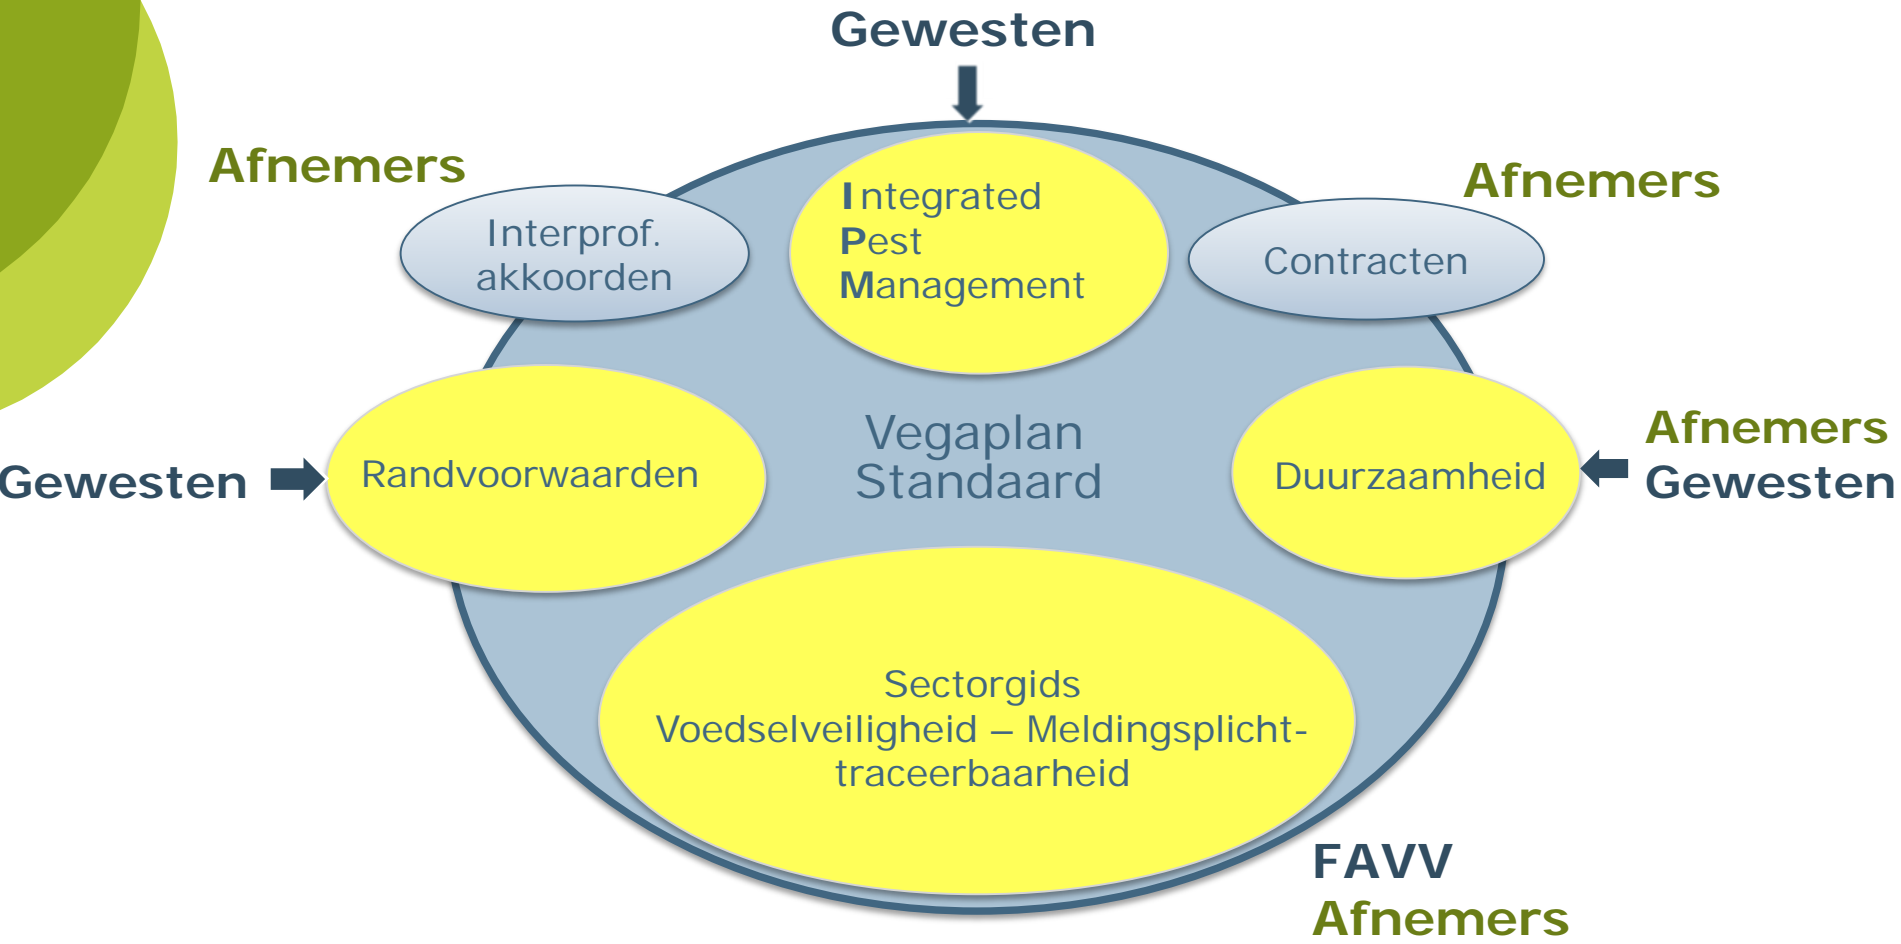 Gewesten
Afnemers
Afnemers
Interprof.
akkoorden
Integrated
Pest
Management
Contracten
Gewesten
Randvoorwaarden
Vegaplan
Standaard
Duurzaamheid
Afnemers
Gewesten
Sectorgids
Voedselveiligheid – Meldingsplicht-
traceerbaarheid
FAVV
Afnemers